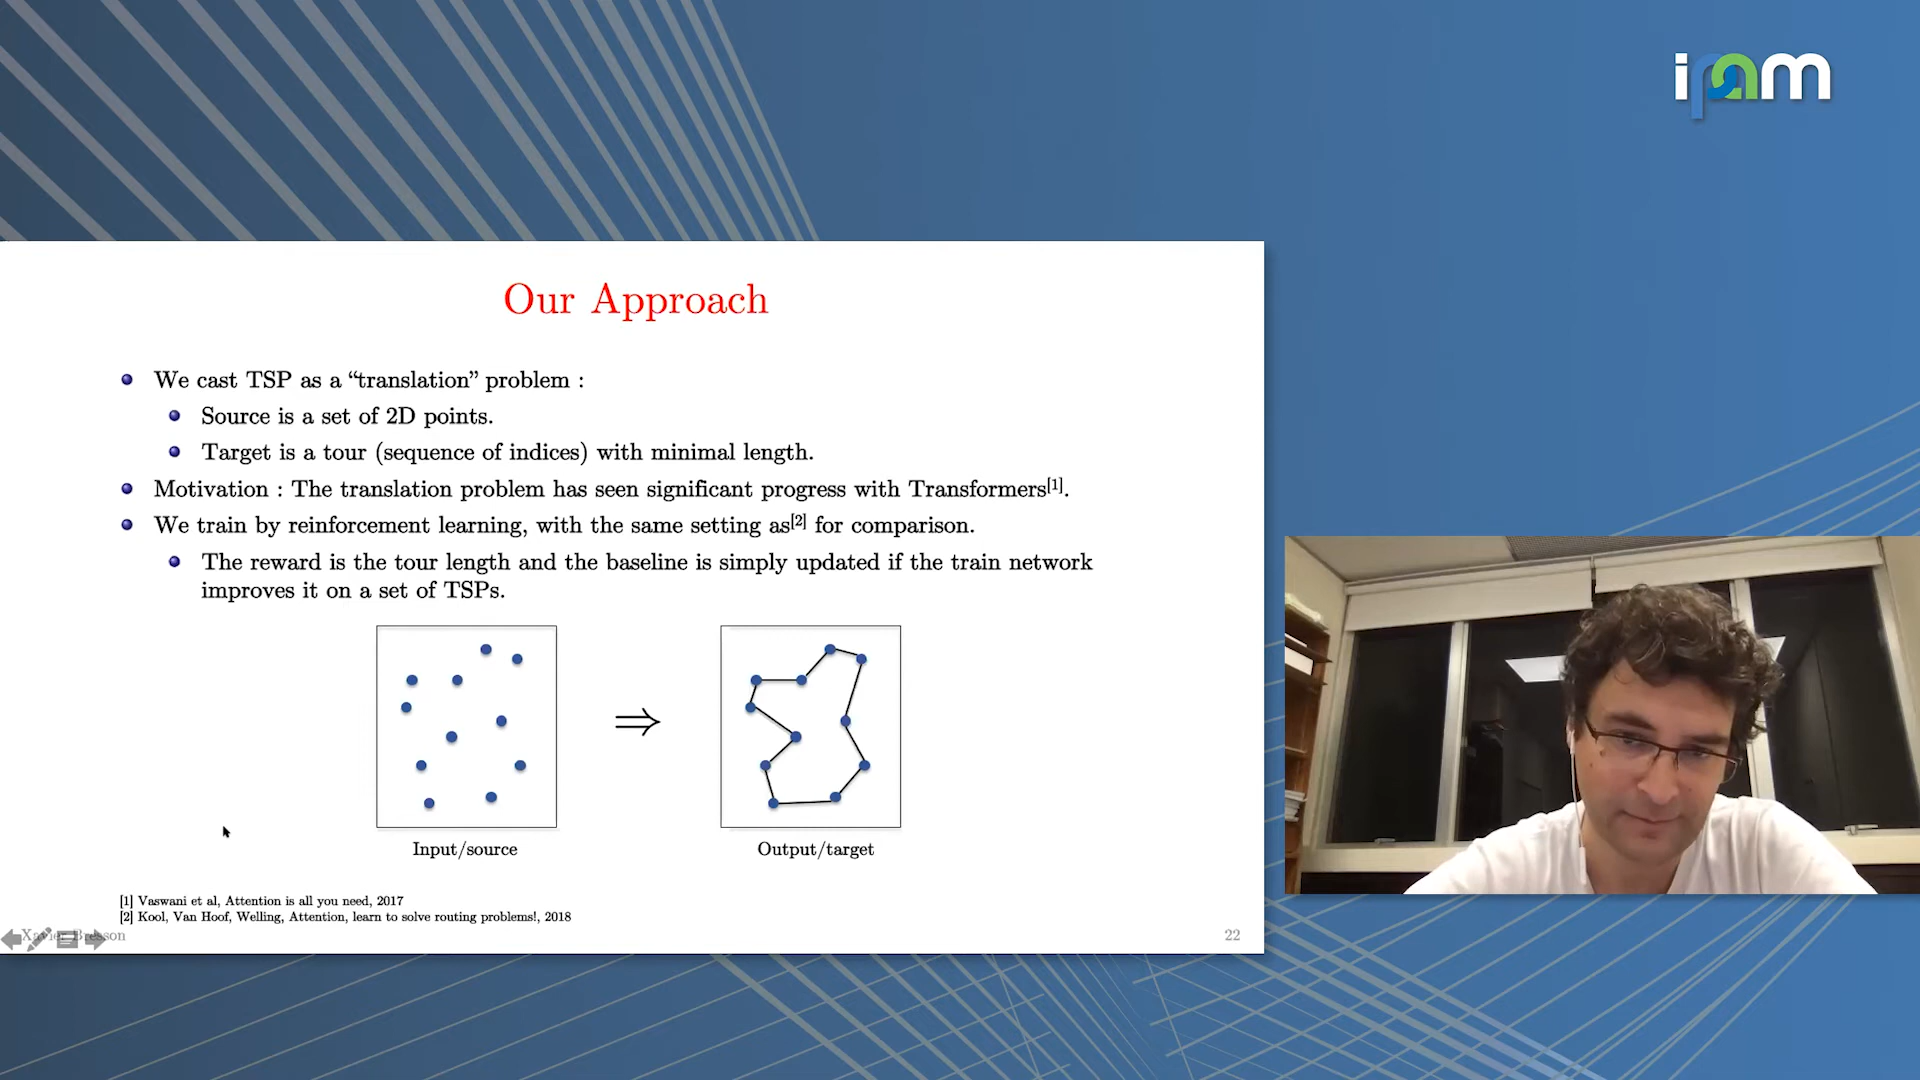 ipam
Our Approach
We cast TSP as a “translation” problem :
Source is a set of 2D points.
Target is a tour (sequence of indices) with minimal length.
Motivation : The translation problem has seen significant progress with Transformers[1].
We train by reinforcement learning, with the same setting as[2] for comparison.
The reward is the tour length and the baseline is simply updated if the train network
improves it on a set of TSPs.
⇒
Input/source
Output/target
[1] Vaswani et al, Attention is all you need, 2017
[2] Kool, Van Hoof, Welling, Attention, learn to solve routing problems!, 2018
Xavier Bresson
22